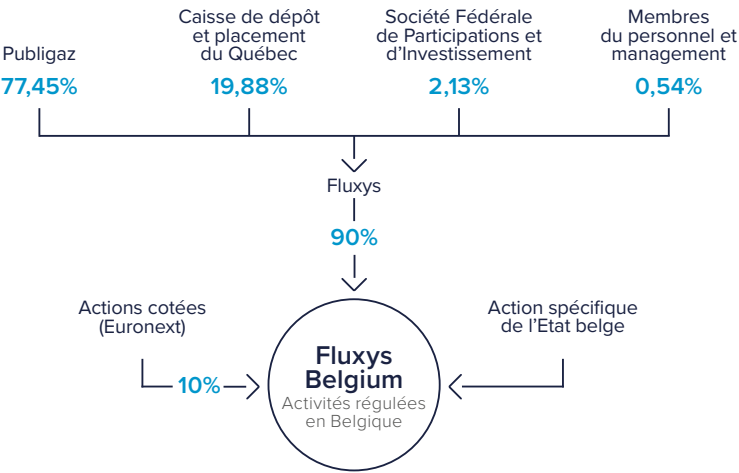 Publigaz
77,45%
Caisse de dépôt
et placement
du Québec
19,88%
Société Fédérale
de Participations et
d’Investissement
2,13%
Membres
du personnel et
management
0,54%
Fluxys
90%
Actions cotées
(Euronext)
10%
Fluxys
Belgium
Activités régulées
en Belgique
Action spécifique
de l’Etat belge